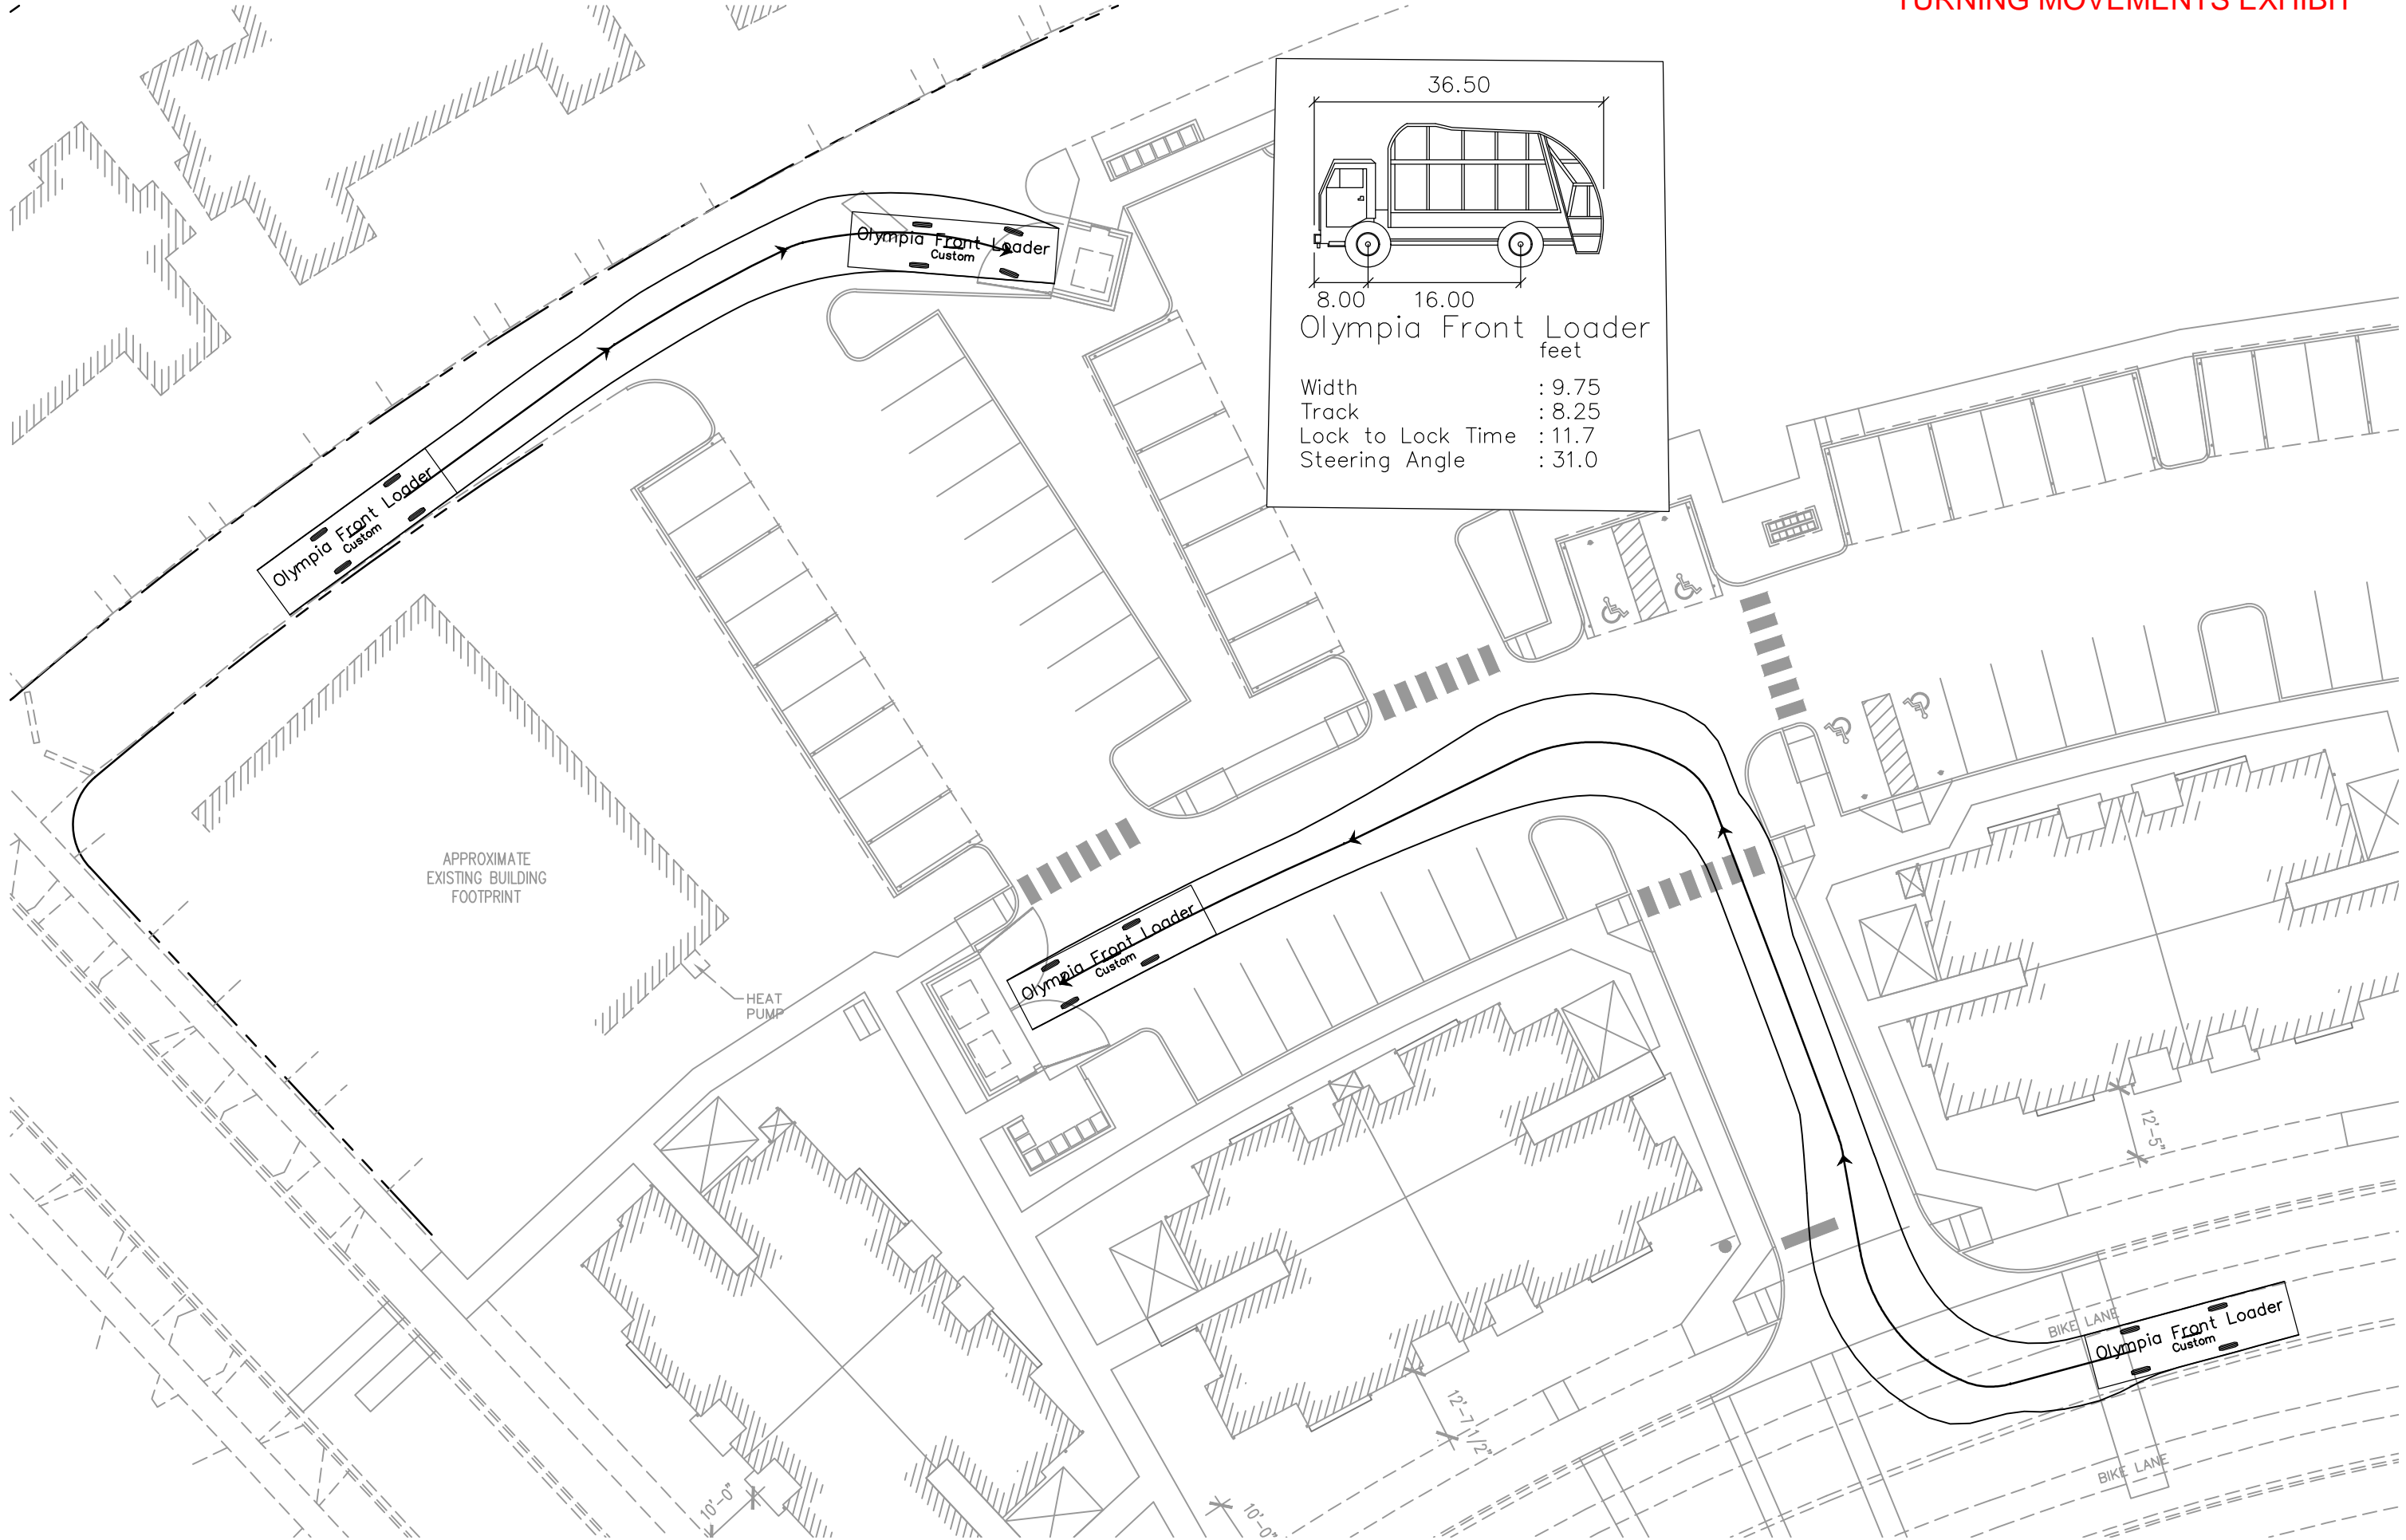 TURNING MOVEMENTS EXHIBIT
36.50
8.00 16.00
Olympia Front Loader
feet
Width : 9.75
Track : 8.25
Lock to Lock Time : 11.7
Steering Angle : 31.0
Olympia Front Loader
Custom
Olympia Front Loader
Custom
APPROXIMATE
EXISTING BUILDING
FOOTPRINT
HEAT
PUMP
Olympia Front Loader
Custom
12'-5"
BIKE LANE
Olympia Front Loader
Custom
BIKE LANE
12'-7 1/2"
10'-0"
10'-0"